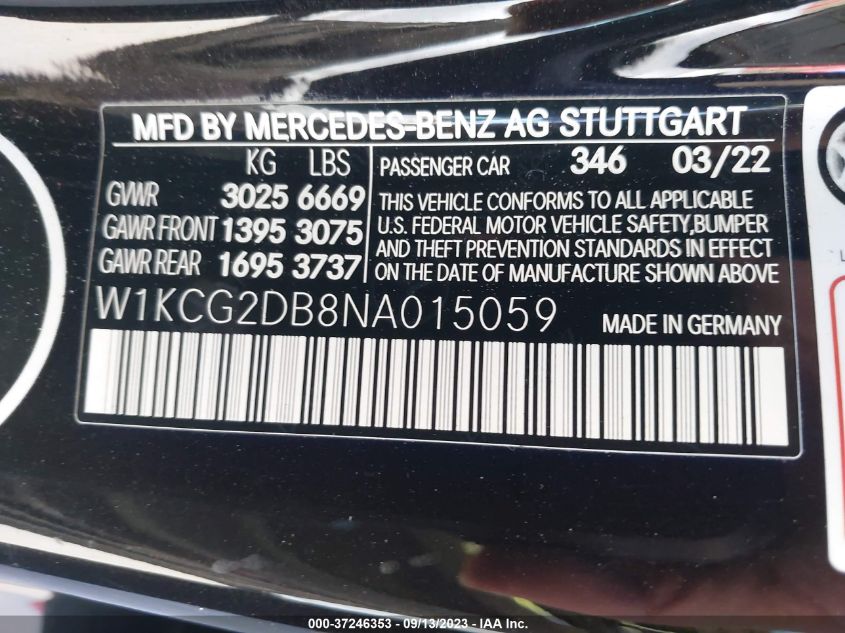 MFD BY MERCEDES-BENZ AG STUTTGART
KG LBS
GVWR 3025 6669
GAWR FRONT 1395 3075
GAWR REAR 1695 3737
PASSENGER CAR 346 03/22
THIS VEHICLE CONFORMS TO ALL APPLICABLE
U.S. FEDERAL MOTOR VEHICLE SAFETY,BUMPER
AND THEFT PREVENTION STANDARDS IN EFFECT
ON THE DATE OF MANUFACTURE SHOWN ABOVE
W1KCG2DB8NA015059 MADE IN GERMANY
000-37246353 - 09/13/2023 - IAA Inc.